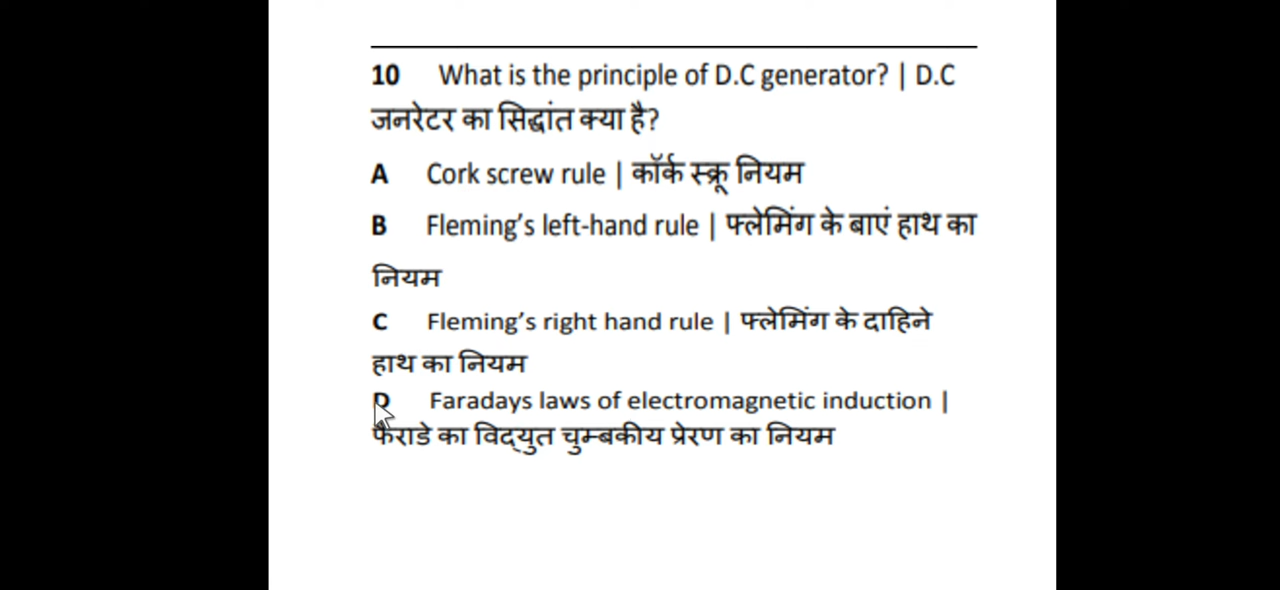 10 What is the principle of D.C generator? | D.C
जनरेटर का सिद्धांत क्या है?
A Cork screw rule | कॉर्क स्क्रू नियम
B Fleming’s left-hand rule | फ्लेमिंग के बाएं हाथ का
नियम
C Fleming’s right hand rule | फ्लेमिंग के दाहिने
हाथ का नियम
D Faradays laws of electromagnetic induction |
फैराडे का विद्युत चुम्बकीय प्रेरण का नियम